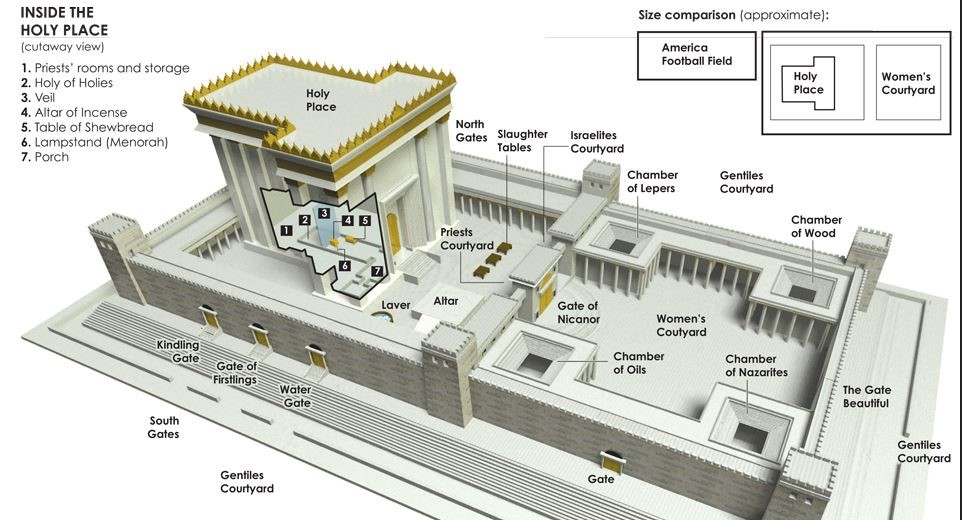 INSIDE THE
HOLY PLACE
(cutaway view)
1. Priests' rooms and storage
2. Holy of Holies
3. Veil
4. Altar of Incense
5. Table of Shewbread
6. Lampstand (Menorah)
7. Porch
Size comparison (approximate):
America
Football Field
Holy
Place
Women's
Courtyard
Holy
Place
North
Gates
Slaughter
Tables
Israelites
Courtyard
Chamber
of Lepers
Gentiles
Courtyard
Chamber
of Wood
Priests
Courtyard
1
2
3
4
5
6
7
Laver
Altar
Gate of
Nicanor
Women's
Coutyard
Kindling
Gate
Gate of
Firstlings
Water
Gate
Chamber
of Oils
Chamber
of Nazarites
The Gate
Beautiful
South
Gates
Gentiles
Courtyard
Gate
Gentiles
Courtyard